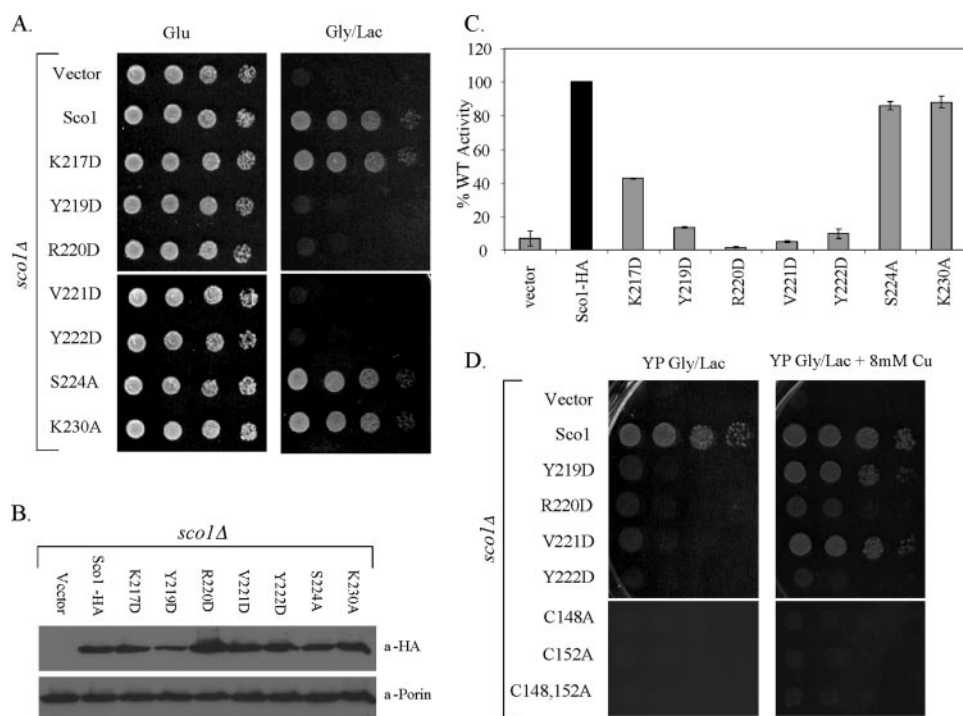 A.
Glu Gly/Lac
sco1Δ
Vector
Sco1
K217D
Y219D
R220D
V221D
Y222D
S224A
K230A
B.
sco1Δ
Vector Sco1-HA K217D Y219D R220D V221D Y222D S224A K230A
a-HA
a-Porin
C.
% WT Activity
120
100
80
60
40
20
0
vector Sco1-HA K217D Y219D R220D V221D Y222D S224A K230A
D.
YP Gly/Lac YP Gly/Lac + 8mM Cu
sco1Δ
Vector
Sco1
Y219D
R220D
V221D
Y222D
C148A
C152A
C148,152A